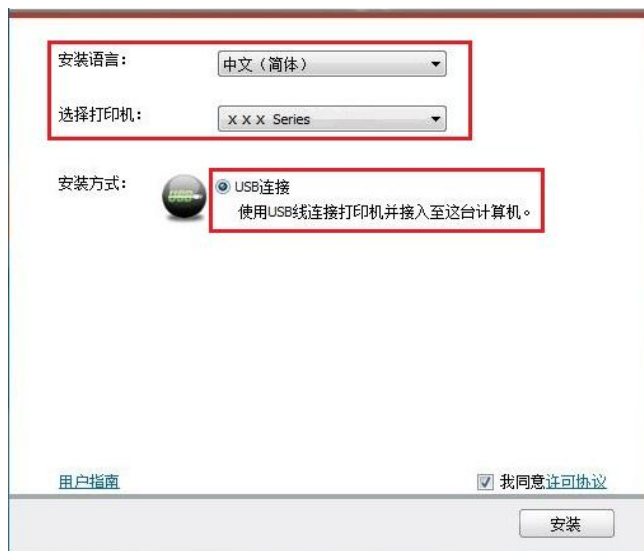 安装语言： 中文（简体）
选择打印机： X X X Series
安装方式： USB USB连接
使用USB线连接打印机并接入至这台计算机。
用户指南 我同意许可协议
安装